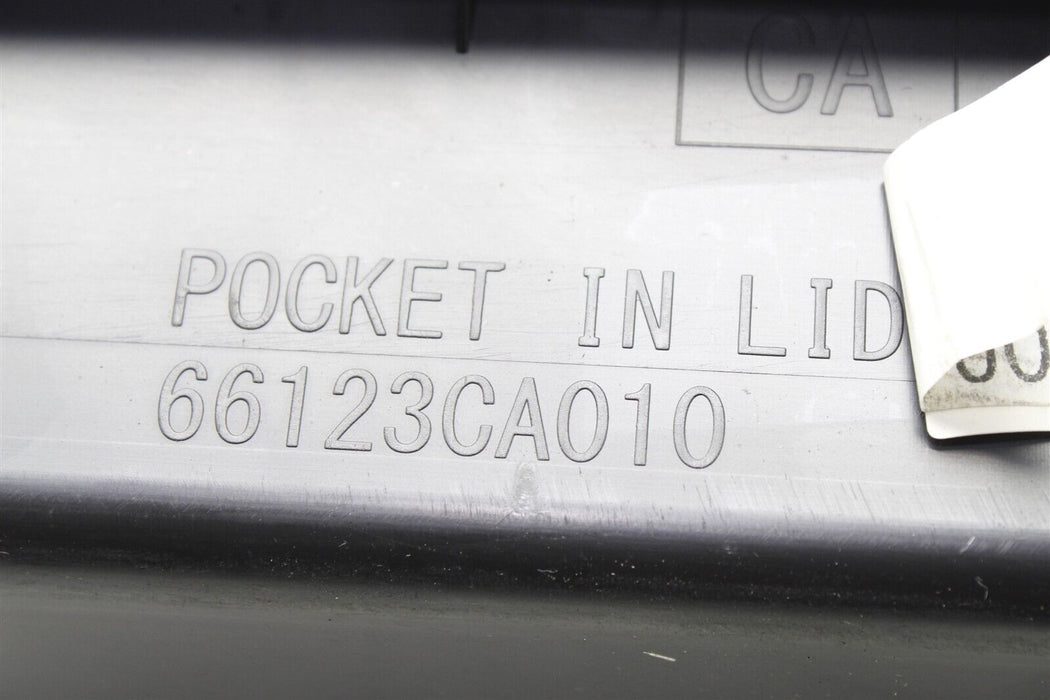 CA
POCKET IN LID
66123CA010